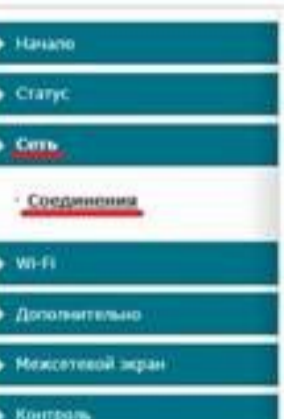 Начало
Статус
Сеть
· Соединения
Wi-Fi
Дополнительно
Межсетевой экран
Контроль